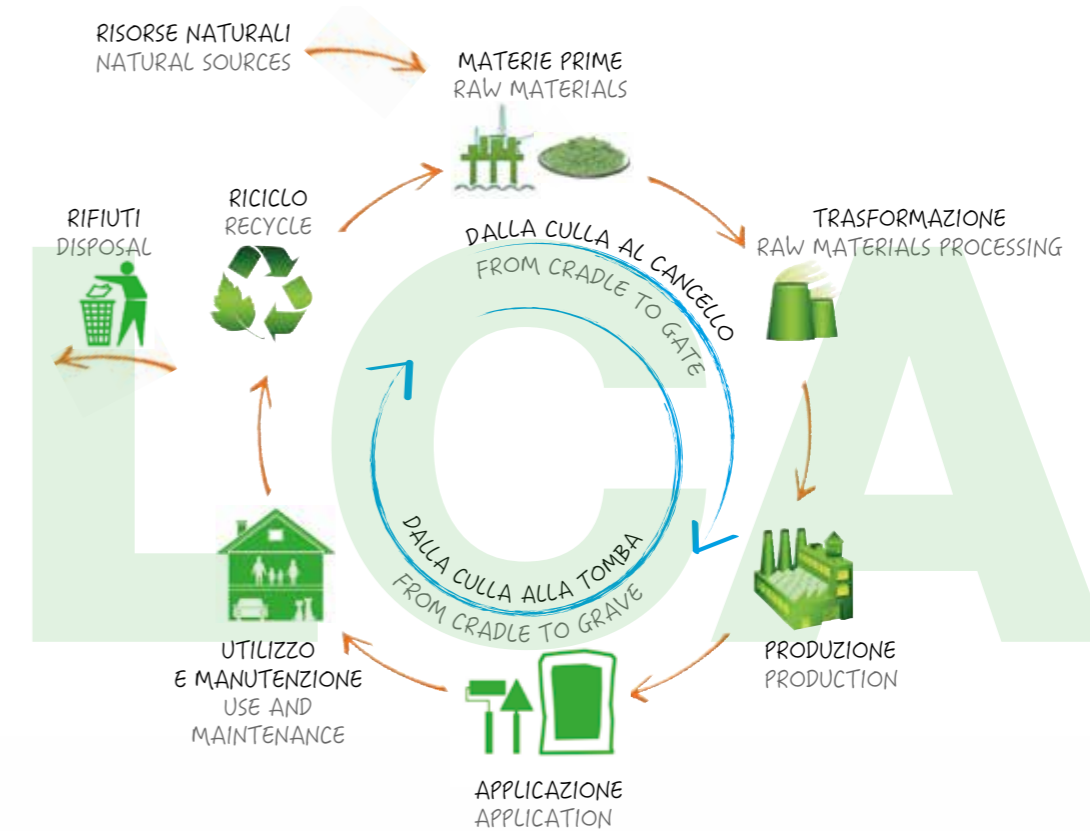 RISORSE NATURALI
NATURAL SOURCES
MATERIE PRIME
RAW MATERIALS
TRASFORMAZIONE
RAW MATERIALS PROCESSING
PRODUZIONE
PRODUCTION
APPLICAZIONE
APPLICATION
UTILIZZO
E MANUTENZIONE
USE AND
MAINTENANCE
RICICLO
RECYCLE
RIFIUTI
DISPOSAL
DALLA CULLA AL CANCELLO
FROM CRADLE TO GATE
DALLA CULLA ALLA TOMBA
FROM CRADLE TO GRAVE
LCA